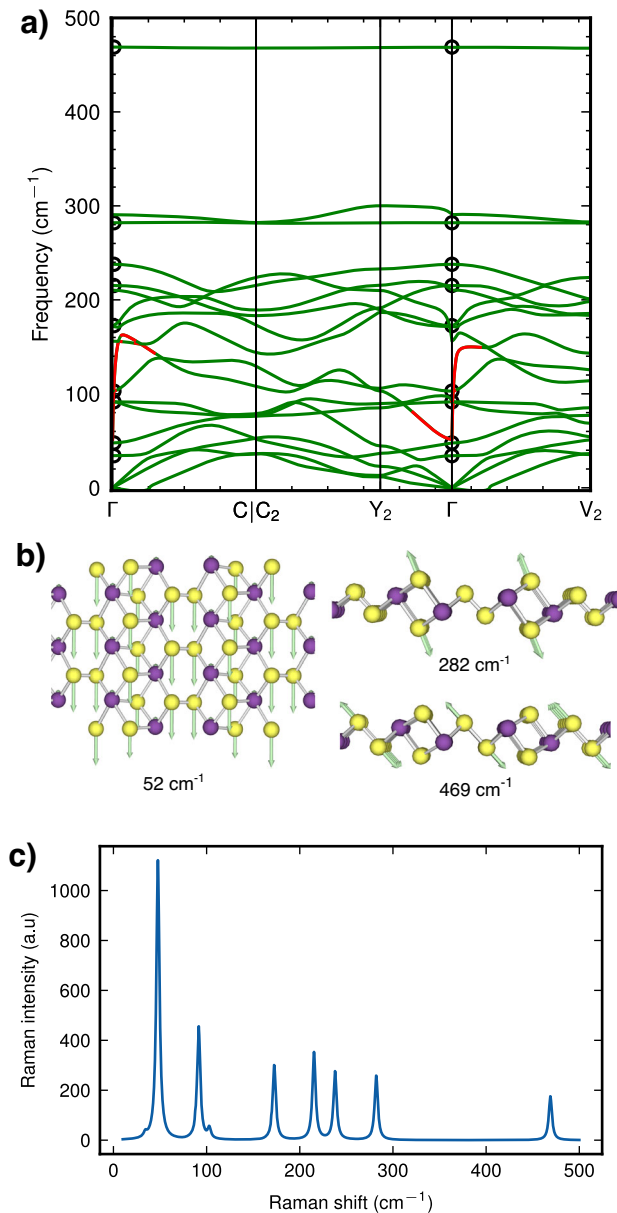 a)
500
400
300
200
100
0
Frequency (cm⁻¹)
Γ C|C₂ Y₂ Γ V₂
b)
52 cm⁻¹
282 cm⁻¹
469 cm⁻¹
c)
1000
800
600
400
200
0
Raman intensity (a.u)
0 100 200 300 400 500
Raman shift (cm⁻¹)